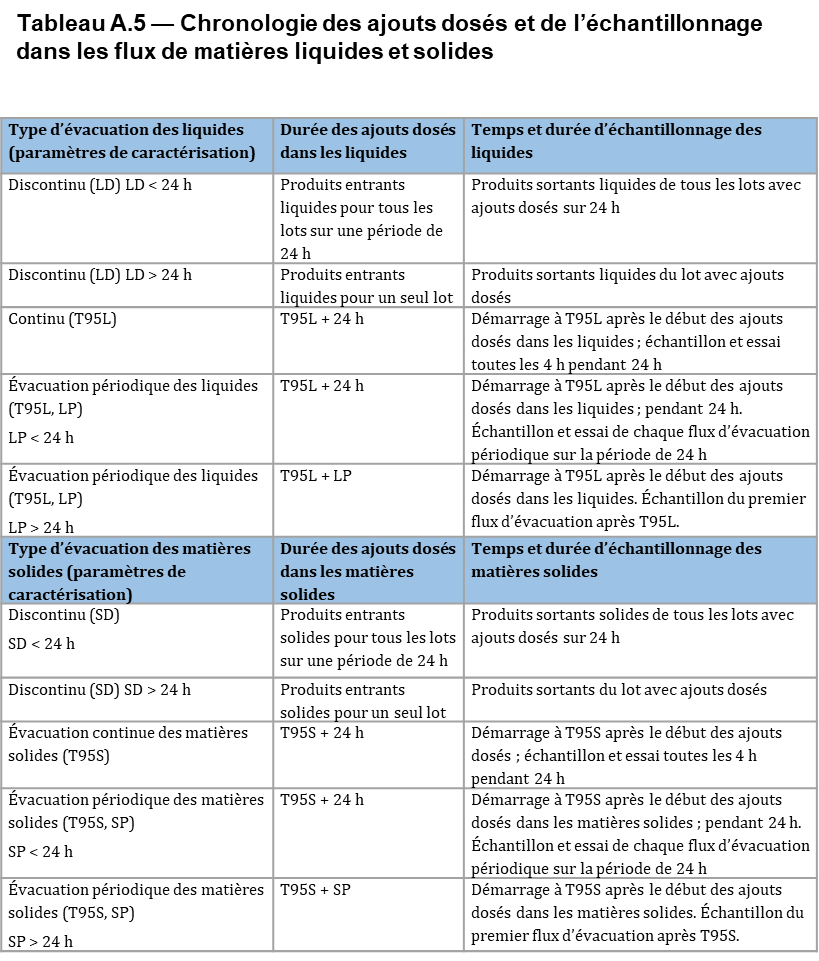 Tableau A.5 — Chronologie des ajouts dosés et de l’échantillonnage
dans les flux de matières liquides et solides
Type d’évacuation des liquides
(paramètres de caractérisation)
Durée des ajouts dosés
dans les liquides
Temps et durée d’échantillonnage des
liquides
Discontinu (LD) LD < 24 h
Produits entrants
liquides pour tous les
lots sur une période de
24 h
Produits sortants liquides de tous les lots avec
ajouts dosés sur 24 h
Discontinu (LD) LD > 24 h
Produits entrants
liquides pour un seul lot
Produits sortants liquides du lot avec ajouts
dosés
Continu (T95L)
T95L + 24 h
Démarrage à T95L après le début des ajouts
dosés dans les liquides ; échantillon et essai
toutes les 4 h pendant 24 h
Évacuation périodique des liquides
(T95L, LP)
LP < 24 h
T95L + 24 h
Démarrage à T95L après le début des ajouts
dosés dans les liquides ; pendant 24 h.
Échantillon et essai de chaque flux d’évacuation
périodique sur la période de 24 h
Évacuation périodique des liquides
(T95L, LP)
LP > 24 h
T95L + LP
Démarrage à T95L après le début des ajouts
dosés dans les liquides. Échantillon du premier
flux d’évacuation après T95L.
Type d’évacuation des matières
solides (paramètres de
caractérisation)
Durée des ajouts dosés
dans les matières
solides
Temps et durée d’échantillonnage des
matières solides
Discontinu (SD)
SD < 24 h
Produits entrants
solides pour tous les lots
sur une période de 24 h
Produits sortants solides de tous les lots avec
ajouts dosés sur 24 h
Discontinu (SD) SD > 24 h
Produits entrants
solides pour un seul lot
Produits sortants du lot avec ajouts dosés
Évacuation continue des matières
solides (T95S)
T95S + 24 h
Démarrage à T95S après le début des ajouts
dosés ; échantillon et essai toutes les 4 h
pendant 24 h
Évacuation périodique des matières
solides (T95S, SP)
SP < 24 h
T95S + 24 h
Démarrage à T95S après le début des ajouts
dosés dans les matières solides ; pendant 24 h.
Échantillon et essai de chaque flux d’évacuation
périodique sur la période de 24 h
Évacuation périodique des matières
solides (T95S, SP)
SP > 24 h
T95S + SP
Démarrage à T95S après le début des ajouts
dosés dans les matières solides. Échantillon du
premier flux d’évacuation après T95S.